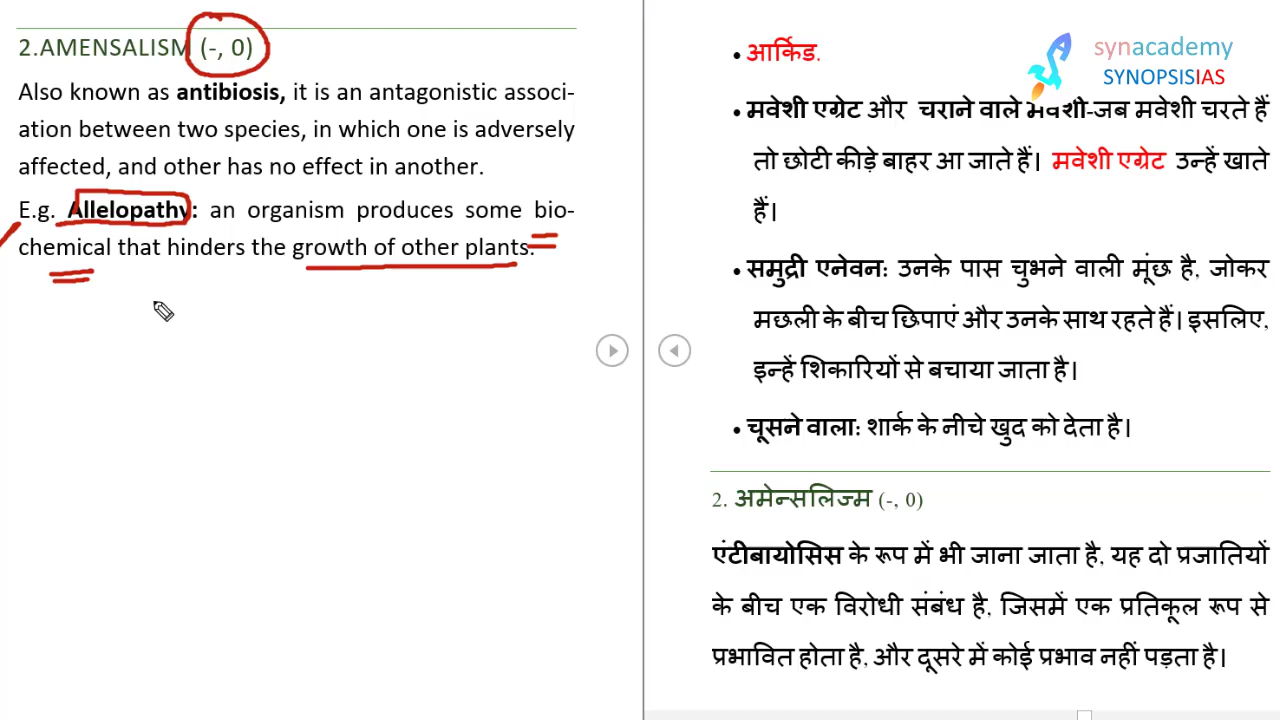 2.AMENSALISM (-, 0)
Also known as antibiosis, it is an antagonistic associ-
ation between two species, in which one is adversely
affected, and other has no effect in another.
E.g. Allelopathy: an organism produces some bio-
chemical that hinders the growth of other plants.
synacademy
SYNOPSISIAS
• आर्किड.
• मवेशी एग्रेट और चराने वाले मवेशी-जब मवेशी चरते हैं
तो छोटी कीड़े बाहर आ जाते हैं। मवेशी एग्रेट उन्हें खाते
हैं।
• समुद्री एनेवन: उनके पास चुभने वाली मूंछ है, जोकर
मछली के बीच छिपाएं और उनके साथ रहते हैं। इसलिए,
इन्हें शिकारियों से बचाया जाता है।
• चूसने वाला: शार्क के नीचे खुद को देता है।
2. अमेन्सलिज्म (-, 0)
एंटीबायोसिस के रूप में भी जाना जाता है, यह दो प्रजातियों
के बीच एक विरोधी संबंध है, जिसमें एक प्रतिकूल रूप से
प्रभावित होता है, और दूसरे में कोई प्रभाव नहीं पड़ता है।